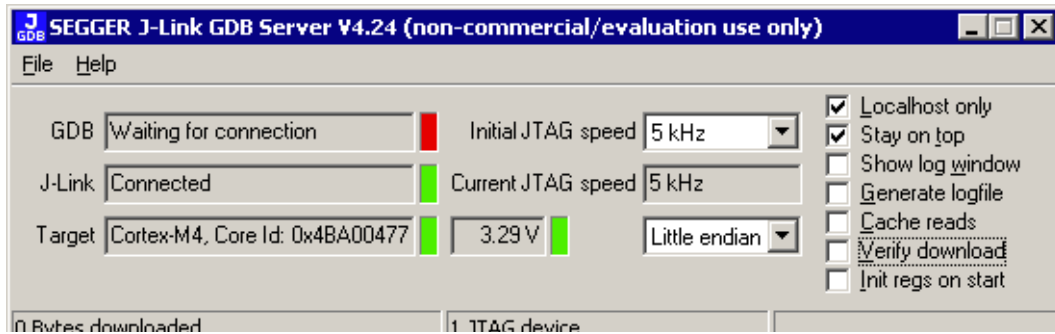 J GDB SEGGER J-Link GDB Server V4.24 (non-commercial/evaluation use only)
File Help
GDB Waiting for connection Initial JTAG speed 5 kHz
J-Link Connected Current JTAG speed 5 kHz
Target Cortex-M4, Core Id: 0x4BA00477 3.29 V Little endian
Localhost only
Stay on top
Show log window
Generate logfile
Cache reads
Verify download
Init regs on start
0 Bytes downloaded 1 JTAG device